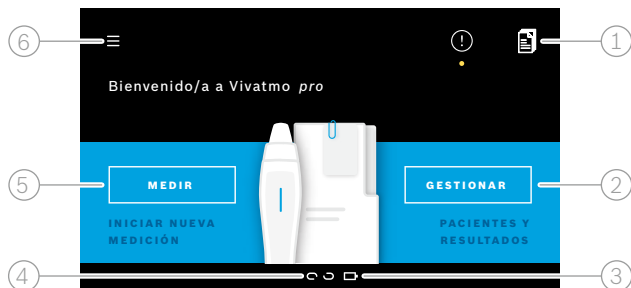 6
1
!
Bienvenido/a a Vivatmo pro
5
MEDIR
GESTIONAR
2
INICIAR NUEVA
MEDICIÓN
PACIENTES Y
RESULTADOS
4
3